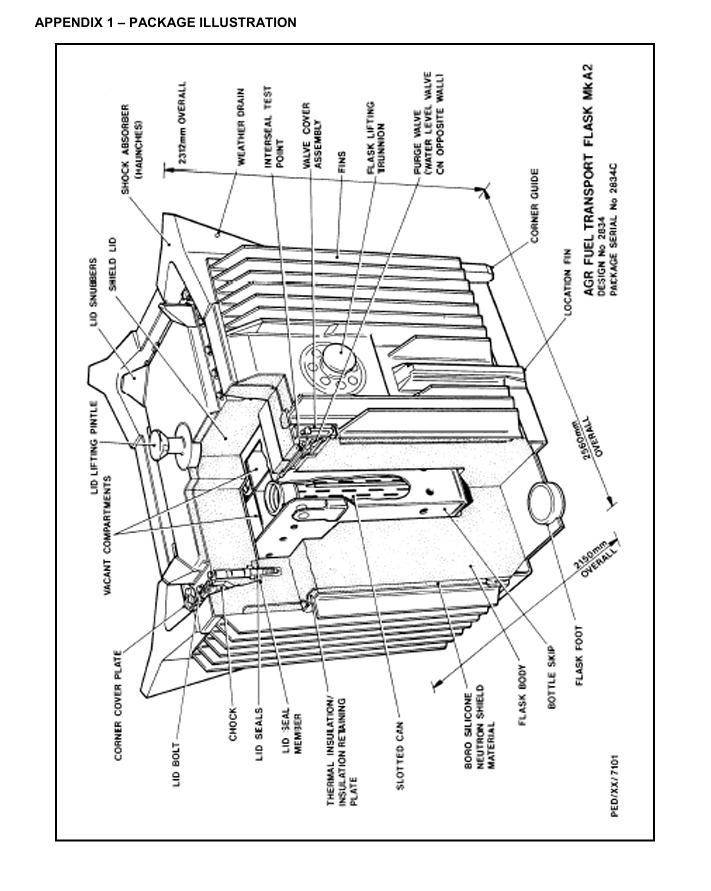 APPENDIX 1 – PACKAGE ILLUSTRATION
SHOCK ABSORBER
(HAUNCHES)
2312mm OVERALL
WEATHER DRAIN
INTERSEAL TEST
POINT
VALVE COVER
ASSEMBLY
FINS
FLASK LIFTING
TRUNNION
PURGE VALVE
(WATER LEVEL VALVE
ON OPPOSITE WALL)
LID SNUBBERS
SHIELD LID
CORNER GUIDE
LOCATION FIN
AGR FUEL TRANSPORT FLASK Mk A2
DESIGN No 2834
PACKAGE SERIAL No 2834C
LID LIFTING PINTLE
VACANT COMPARTMENTS
2560mm
OVERALL
2150mm
OVERALL
CORNER COVER PLATE
LID BOLT
CHOCK
LID SEALS
LID SEAL
MEMBER
THERMAL INSULATION/
INSULATION RETAINING
PLATE
SLOTTED CAN
BORO SILICONE
NEUTRON SHIELD
MATERIAL
FLASK BODY
BOTTLE SKIP
FLASK FOOT
PED/XX/7101